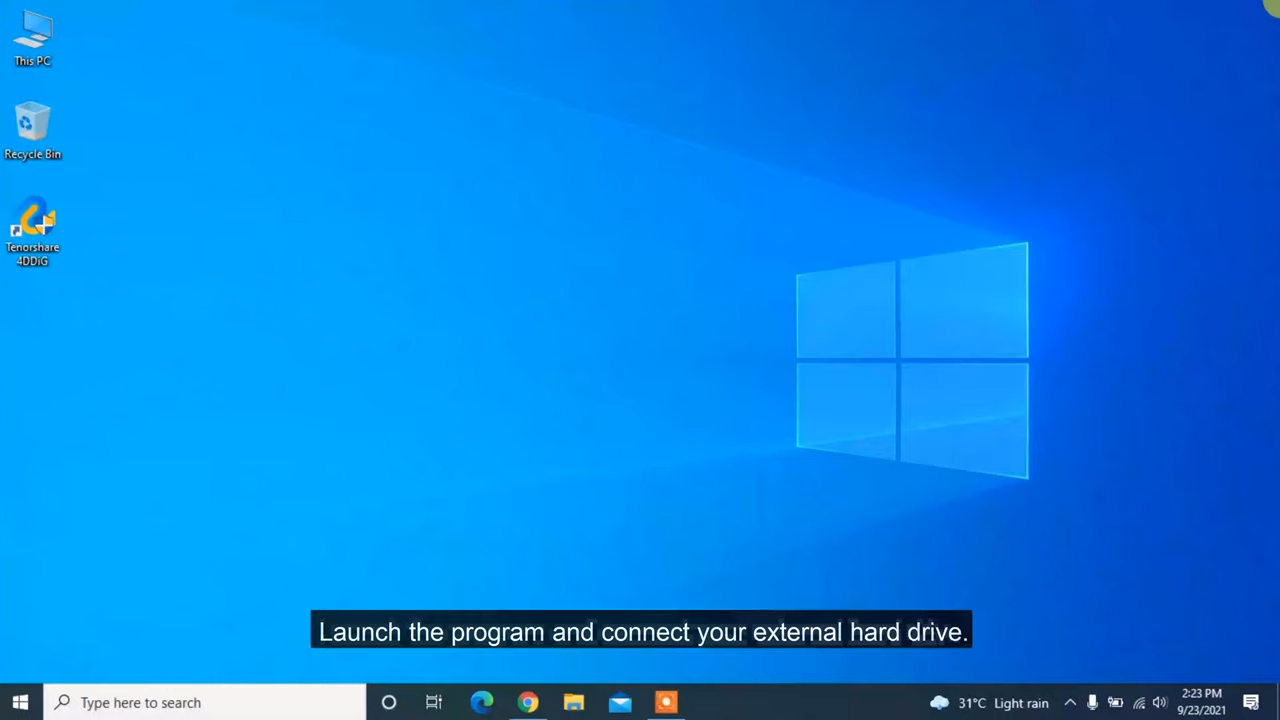 This PC
Recycle Bin
Tenorshare
4DDiG
Launch the program and connect your external hard drive.
Type here to search
31°C Light rain
2:23 PM
9/23/2021